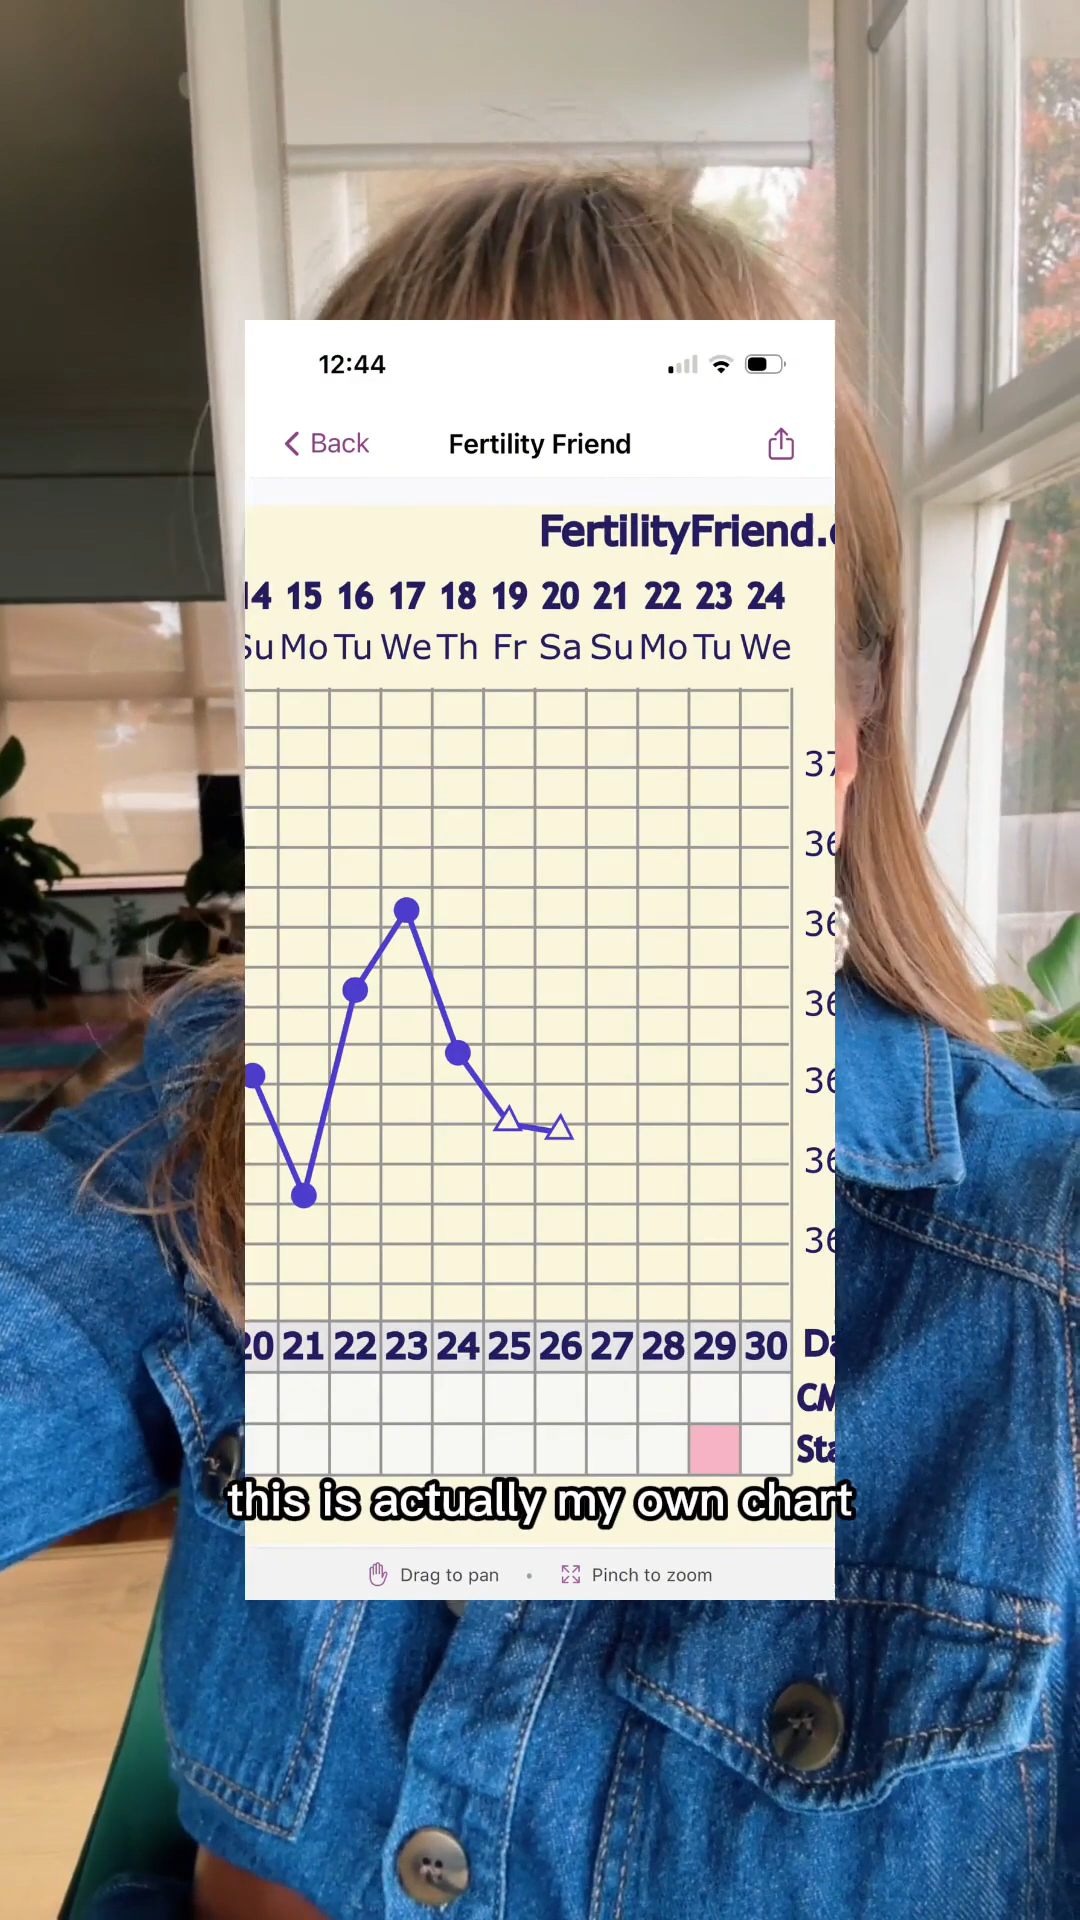 12:44
Back Fertility Friend
FertilityFriend.
14 15 16 17 18 19 20 21 22 23 24
Su Mo Tu We Th Fr Sa Su Mo Tu We
37
36
36
36
36
36
36
20 21 22 23 24 25 26 27 28 29 30 Da
CM
Sta
this is actually my own chart
Drag to pan • Pinch to zoom